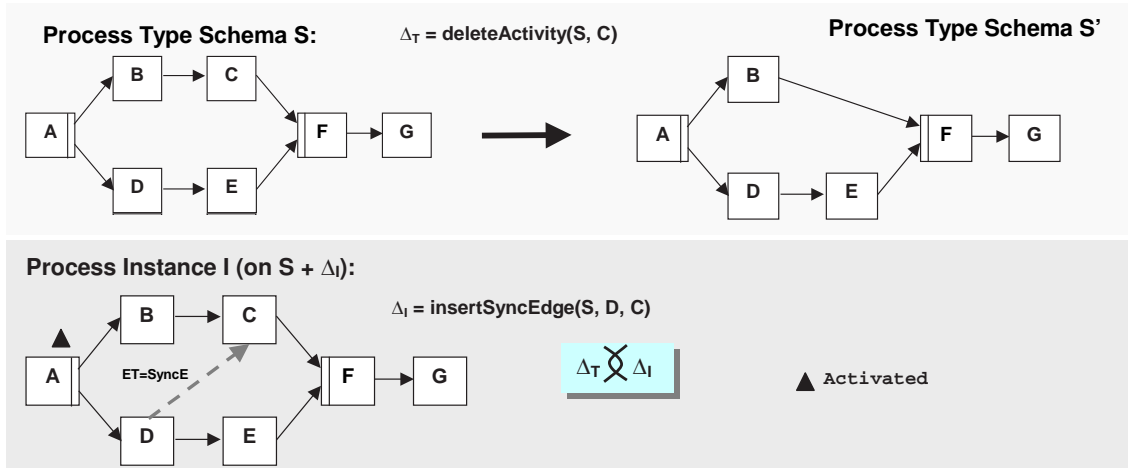 Process Type Schema S:
ΔT = deleteActivity(S, C)
Process Type Schema S’
B
C
A
F
G
D
E
B
A
F
G
D
E
Process Instance I (on S + ΔI):
ΔI = insertSyncEdge(S, D, C)
B
C
A
ET=SyncE
F
G
D
E
ΔT ΔI
Activated